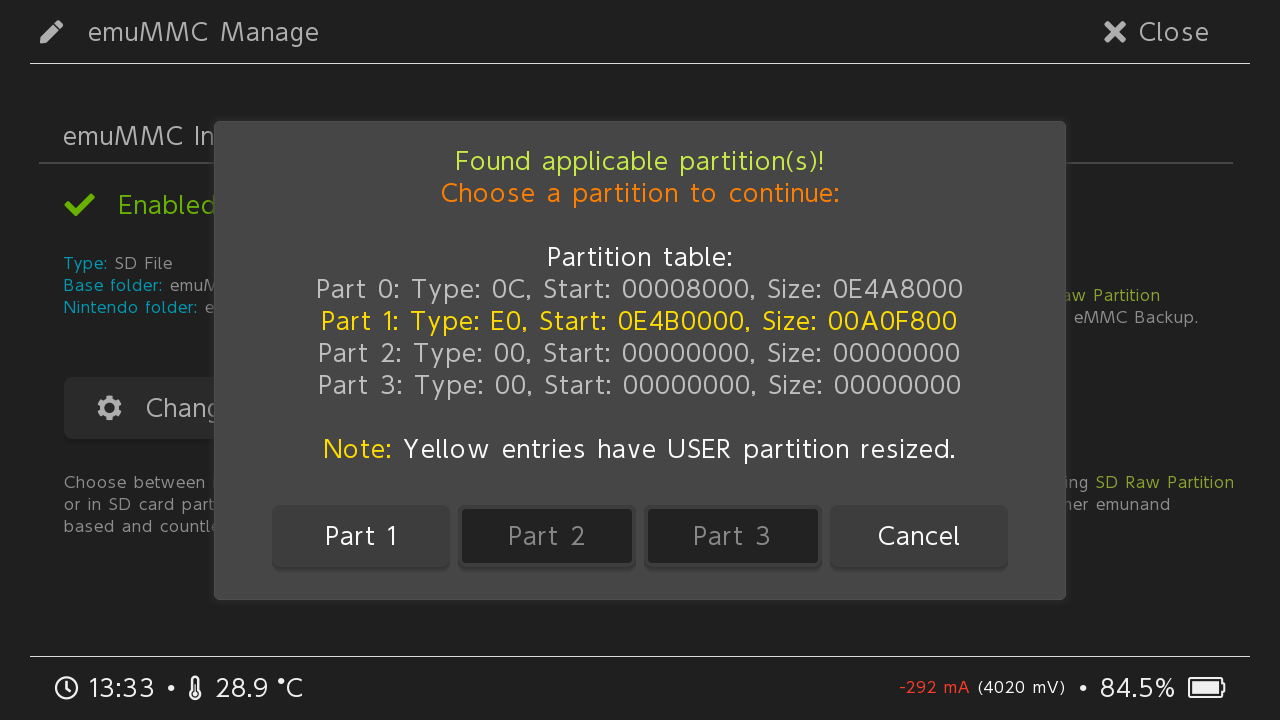 emuMMC Manage
Close
emuMMC In
Found applicable partition(s)!
Choose a partition to continue:
Enabled
Partition table:
Type: SD File
Base folder: emuM
Nintendo folder: e
Part 0: Type: 0C, Start: 00008000, Size: 0E4A8000
Part 1: Type: E0, Start: 0E4B0000, Size: 00A0F800
Part 2: Type: 00, Start: 00000000, Size: 00000000
Part 3: Type: 00, Start: 00000000, Size: 00000000
aw Partition
eMMC Backup.
Chang
Note: Yellow entries have USER partition resized.
Choose between
or in SD card part
based and countle
ing SD Raw Partition
her emunand
Part 1
Part 2
Part 3
Cancel
13:33 • 28.9 °C
-292 mA (4020 mV) • 84.5%